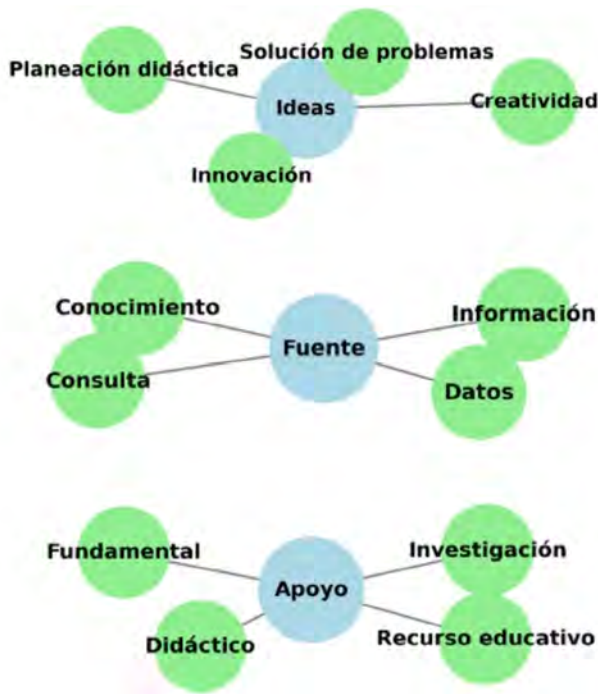 Solución de problemas
Planeación didáctica
Ideas
Creatividad
Innovación
Conocimiento
Información
Fuente
Consulta
Datos
Fundamental
Investigación
Apoyo
Didáctico
Recurso educativo